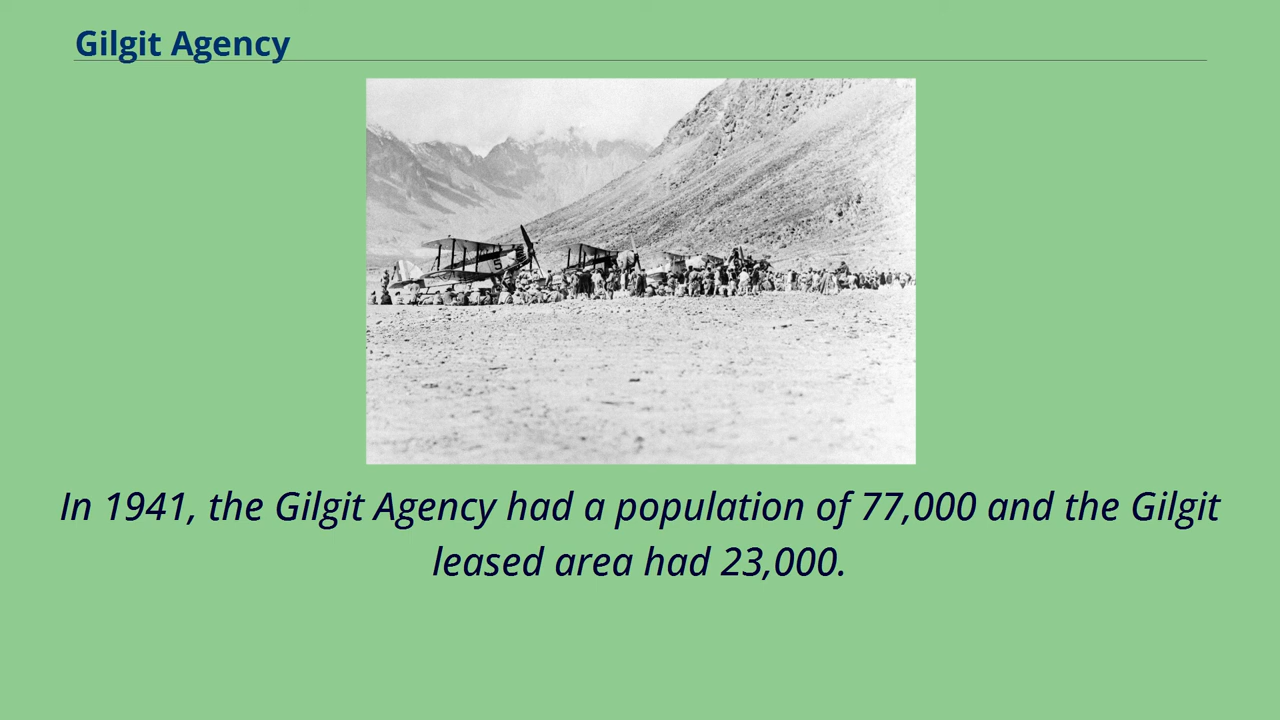 Gilgit Agency
In 1941, the Gilgit Agency had a population of 77,000 and the Gilgit
leased area had 23,000.